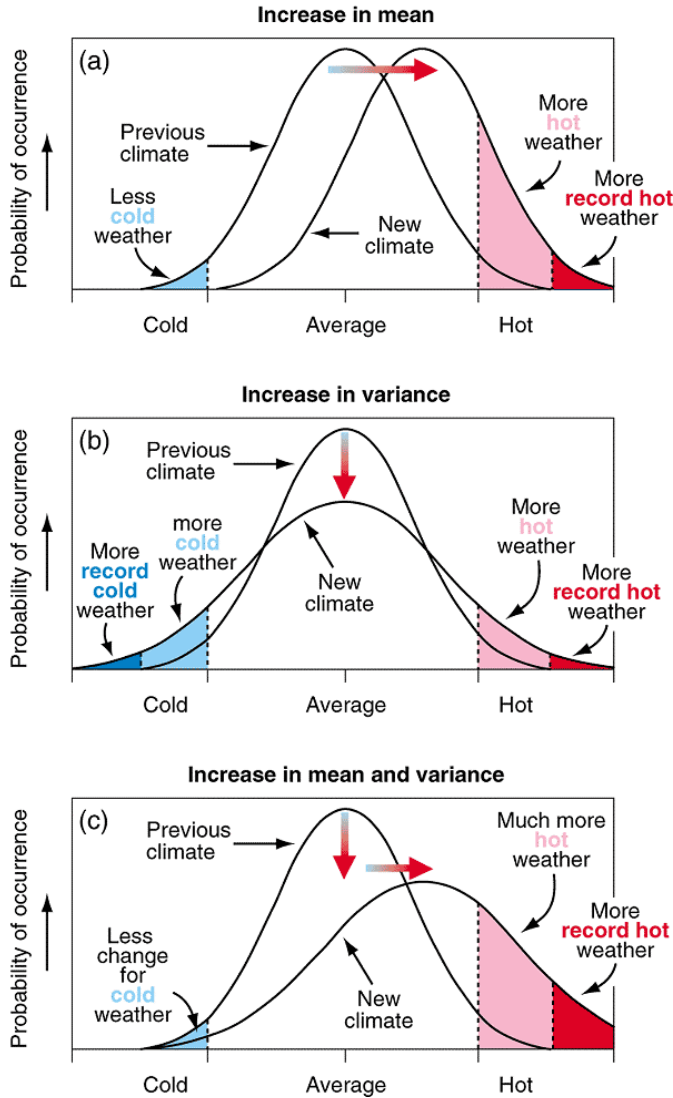 Increase in mean
(a)
Probability of occurrence
Previous
climate
Less
cold
weather
New
climate
More
hot
weather
More
record hot
weather
Cold
Average
Hot
Increase in variance
(b)
Probability of occurrence
Previous
climate
more
cold
weather
More
record
cold
weather
New
climate
More
hot
weather
More
record hot
weather
Cold
Average
Hot
Increase in mean and variance
(c)
Probability of occurrence
Previous
climate
Less
change
for
cold
weather
New
climate
Much more
hot
weather
More
record hot
weather
Cold
Average
Hot